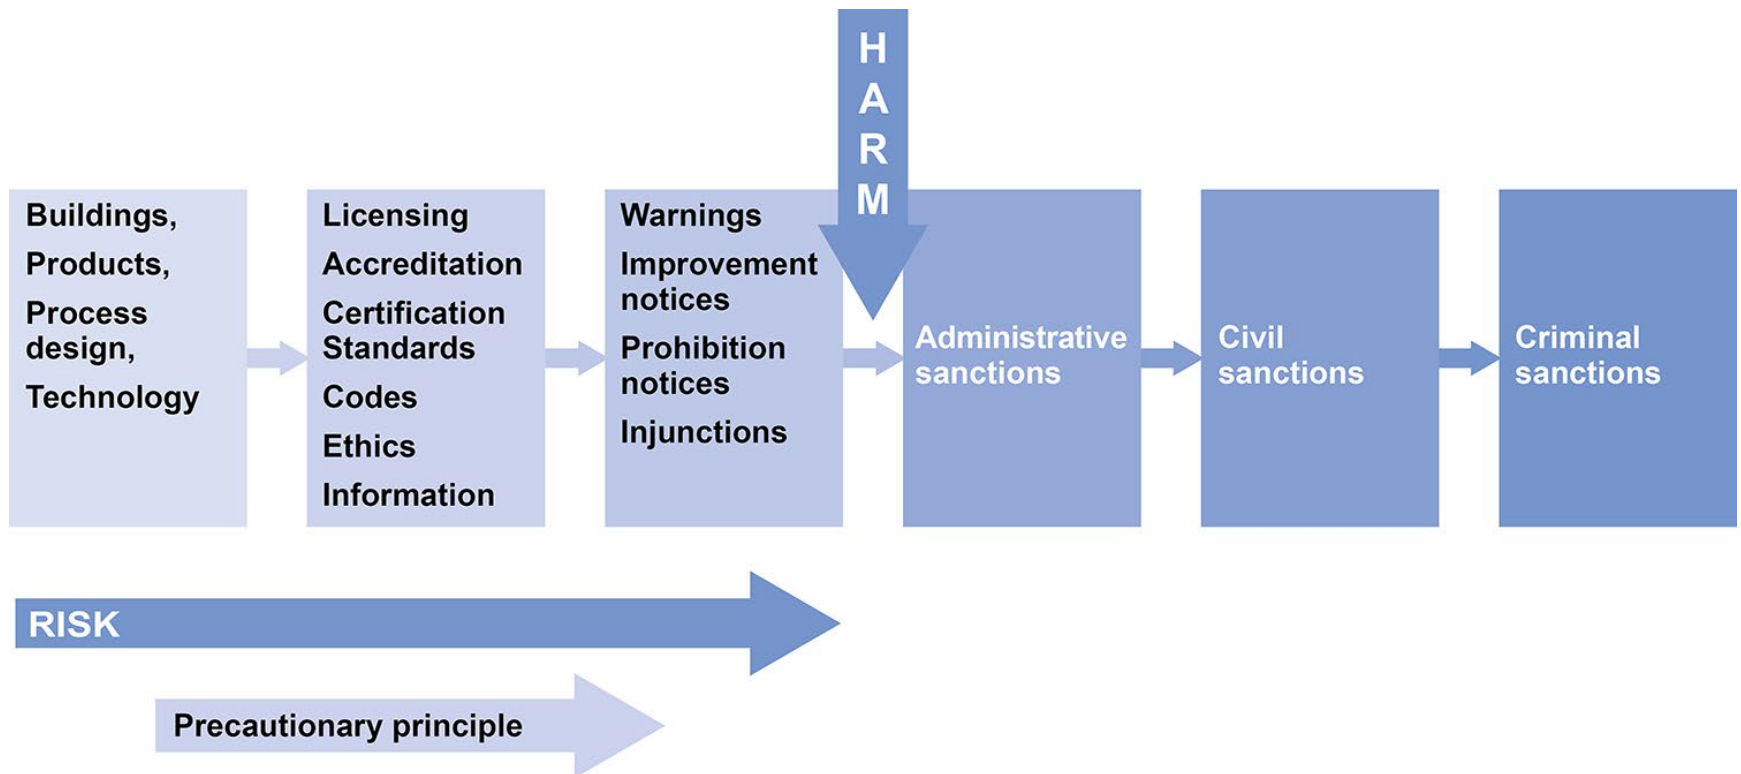 HARM
Buildings,
Products,
Process
design,
Technology
Licensing
Accreditation
Certification
Standards
Codes
Ethics
Information
Warnings
Improvement
notices
Prohibition
notices
Injunctions
Administrative
sanctions
Civil
sanctions
Criminal
sanctions
RISK
Precautionary principle